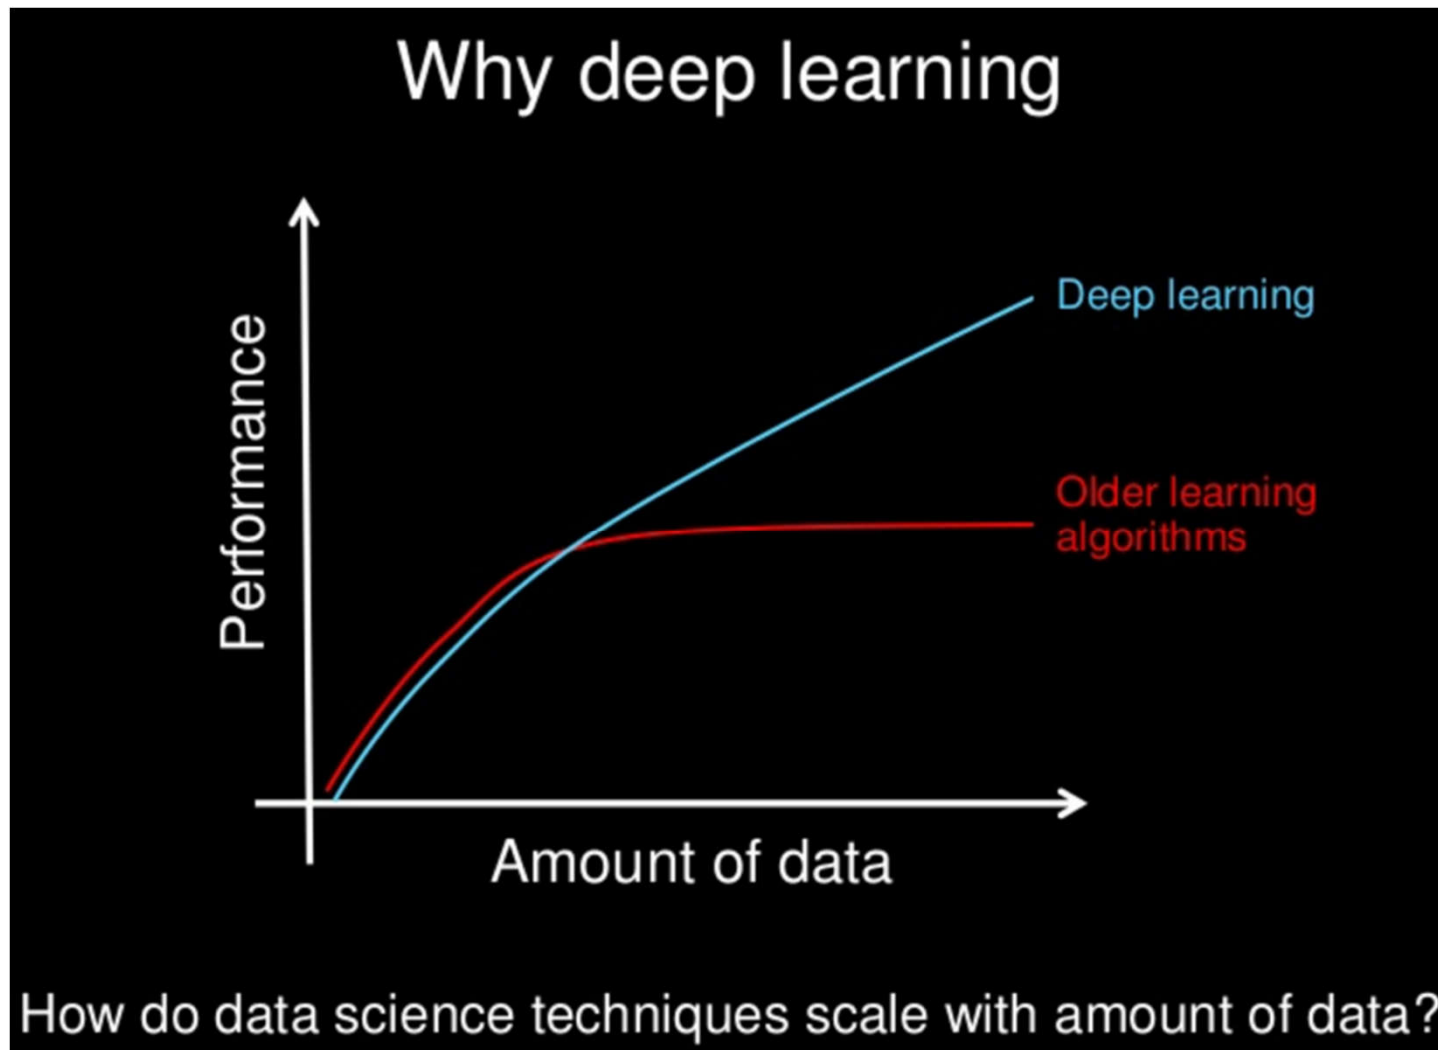 Why deep learning
Performance
Deep learning
Older learning
algorithms
Amount of data
How do data science techniques scale with amount of data?